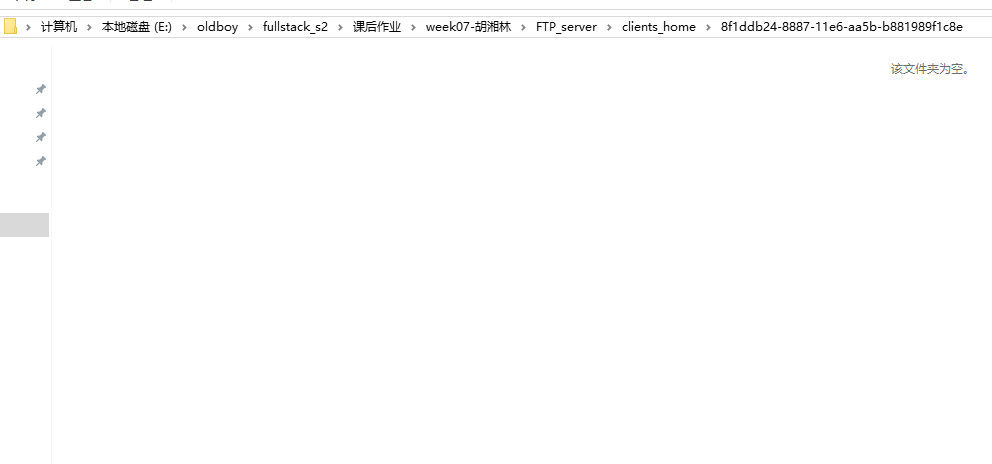 计算机 › 本地磁盘 (E:) › oldboy › fullstack_s2 › 课后作业 › week07-胡湘林 › FTP_server › clients_home › 8f1ddb24-8887-11e6-aa5b-b881989f1c8e
该文件夹为空。